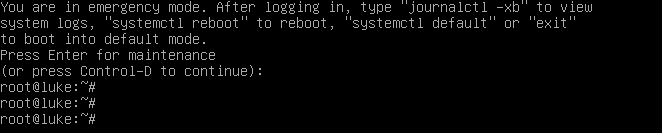 You are in emergency mode. After logging in, type "journalctl -xb" to view
system logs, "systemctl reboot" to reboot, "systemctl default" or "exit"
to boot into default mode.
Press Enter for maintenance
(or press Control-D to continue):
root@luke:~#
root@luke:~#
root@luke:~#